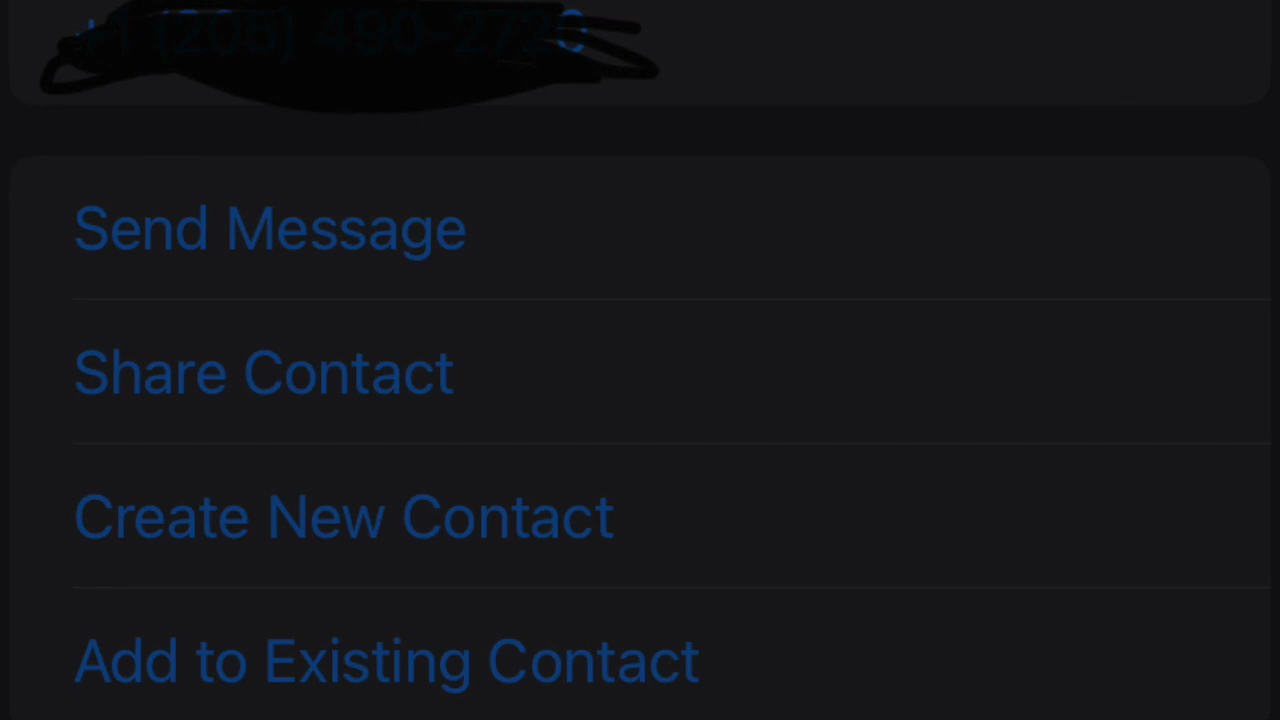 Send Message
Share Contact
Create New Contact
Add to Existing Contact